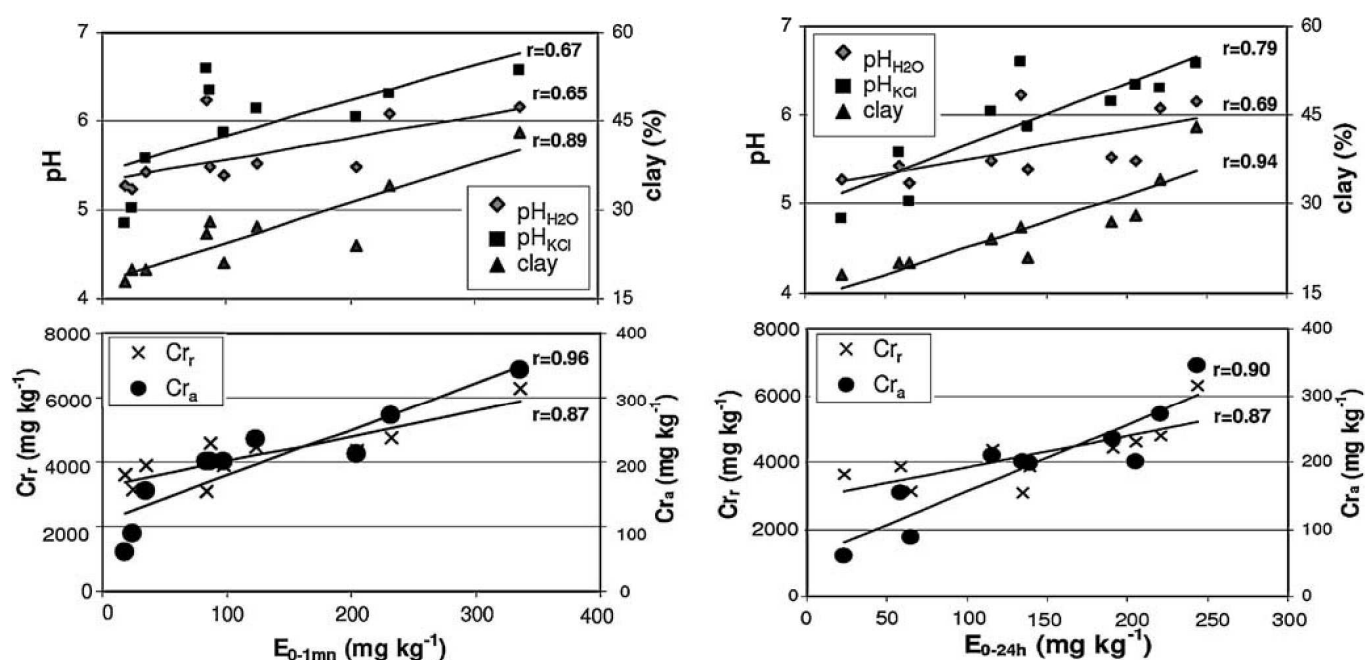 7
6
5
4
pH
60
45
30
15
clay (%)
r=0.67
r=0.65
r=0.89
pH_H2O
pH_KCl
clay
8000
6000
4000
2000
0
Cr_r (mg kg⁻¹)
400
300
200
100
0
Cr_a (mg kg⁻¹)
Cr_r
Cr_a
r=0.96
r=0.87
0 100 200 300 400
E_0-1mn (mg kg⁻¹)
7
6
5
4
pH
60
45
30
15
clay (%)
pH_H2O
pH_KCl
clay
r=0.79
r=0.69
r=0.94
8000
6000
4000
2000
0
Cr_r (mg kg⁻¹)
400
300
200
100
0
Cr_a (mg kg⁻¹)
Cr_r
Cr_a
r=0.90
r=0.87
0 50 100 150 200 250 300
E_0-24h (mg kg⁻¹)